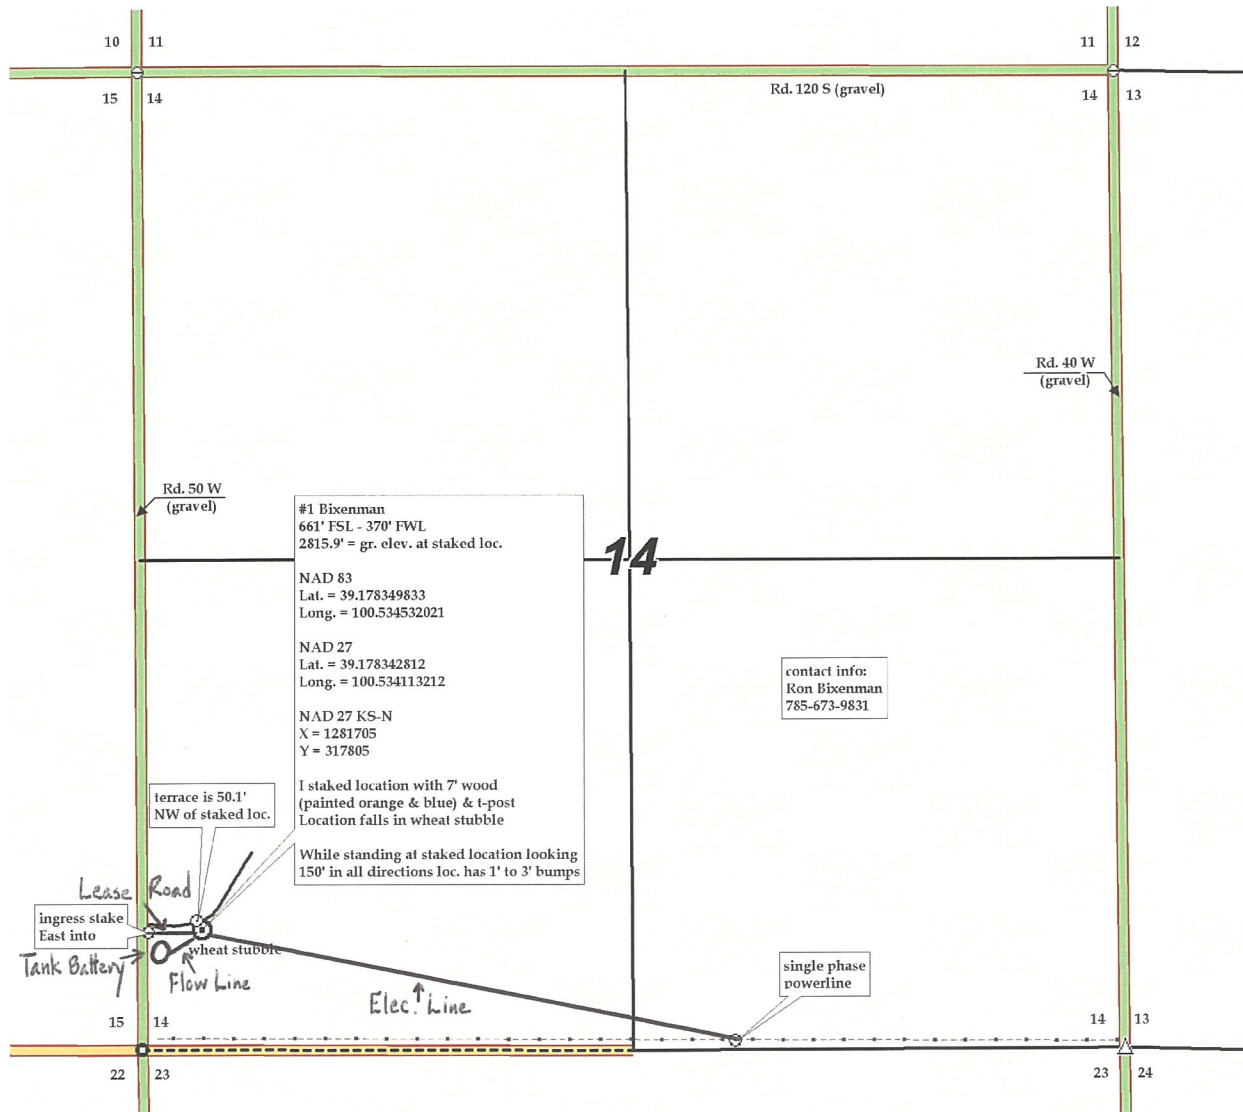 10 11
11 12
15 14
Rd. 120 S (gravel)
14 13
Rd. 40 W
(gravel)
Rd. 50 W
(gravel)
#1 Bixenman
661' FSL - 370' FWL
2815.9' = gr. elev. at staked loc.
14
NAD 83
Lat. = 39.178349833
Long. = 100.534532021
NAD 27
Lat. = 39.178342812
Long. = 100.534113212
NAD 27 KS-N
X = 1281705
Y = 317805
I staked location with 7' wood
(painted orange & blue) & t-post
Location falls in wheat stubble
While standing at staked location looking
150' in all directions loc. has 1' to 3' bumps
contact info:
Ron Bixenman
785-673-9831
terrace is 50.1'
NW of staked loc.
Lease Road
ingress stake
East into
wheat stubble
Tank Battery
Flow Line
Elec. Line
single phase
powerline
15 14
14 13
22 23
23 24